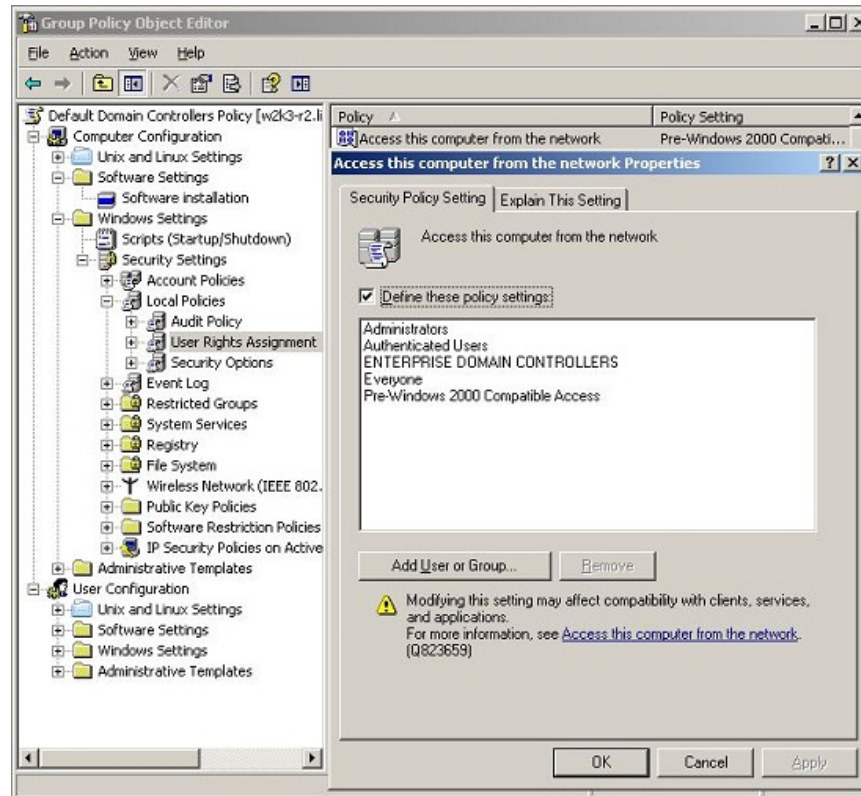 Group Policy Object Editor
File Action View Help
Default Domain Controllers Policy [w2k3-r2.li
Computer Configuration
Unix and Linux Settings
Software Settings
Software installation
Windows Settings
Scripts (Startup/Shutdown)
Security Settings
Account Policies
Local Policies
Audit Policy
User Rights Assignment
Security Options
Event Log
Restricted Groups
System Services
Registry
File System
Wireless Network (IEEE 802.
Public Key Policies
Software Restriction Policies
IP Security Policies on Active
Administrative Templates
User Configuration
Unix and Linux Settings
Software Settings
Windows Settings
Administrative Templates
Policy Policy Setting
Access this computer from the network Pre-Windows 2000 Compati...
Access this computer from the network Properties
Security Policy Setting Explain This Setting
Access this computer from the network
Define these policy settings:
Administrators
Authenticated Users
ENTERPRISE DOMAIN CONTROLLERS
Everyone
Pre-Windows 2000 Compatible Access
Add User or Group... Remove
Modifying this setting may affect compatibility with clients, services,
and applications.
For more information, see Access this computer from the network.
(Q823659)
OK Cancel Apply